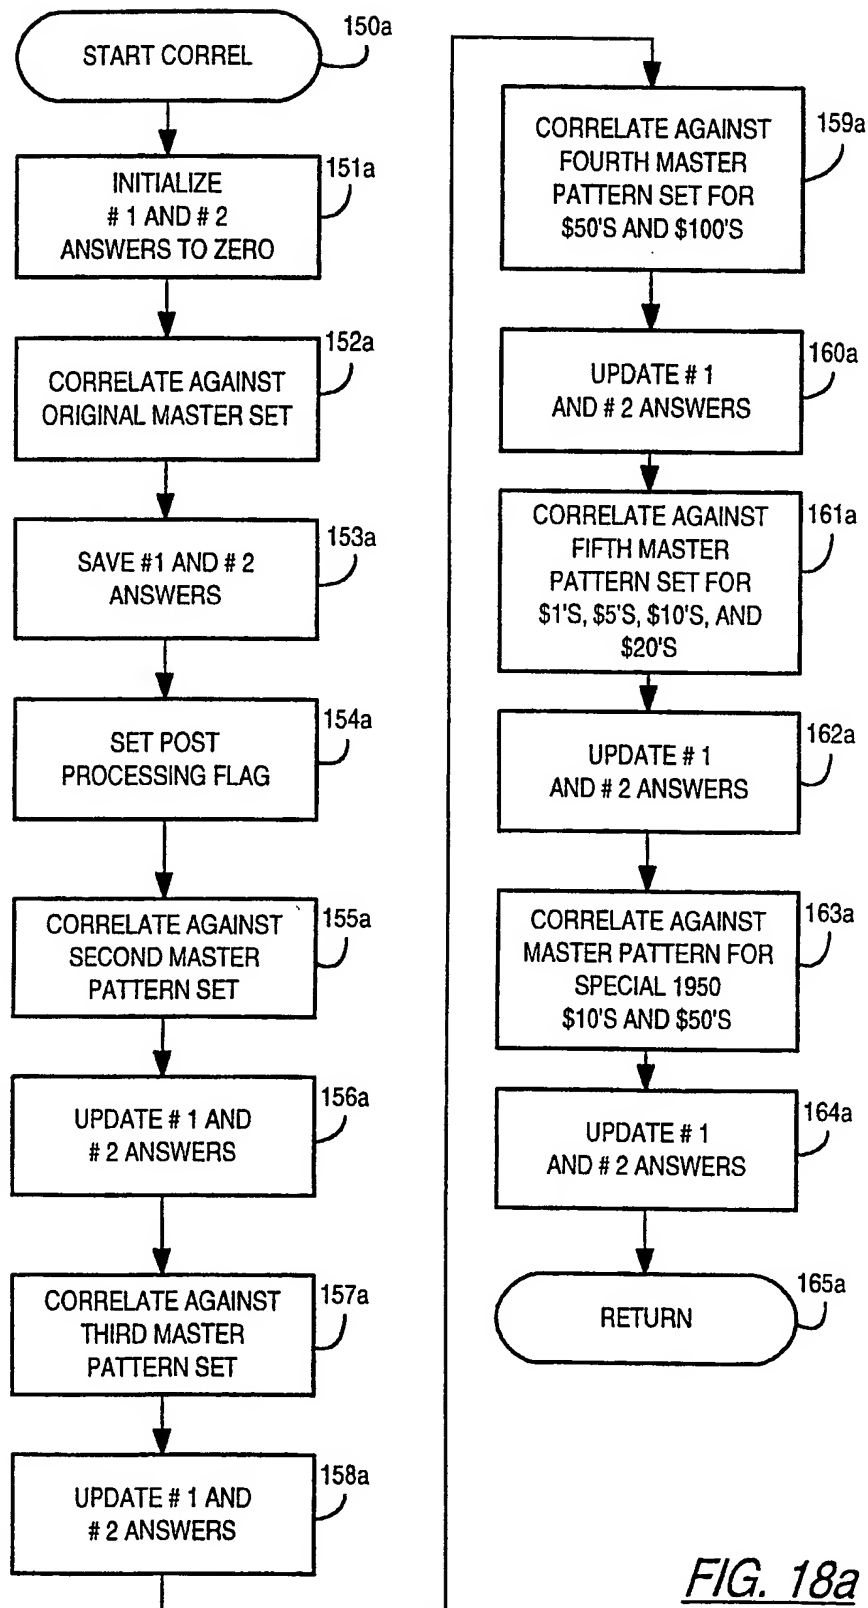 START CORREL
150a
INITIALIZE
# 1 AND # 2
ANSWERS TO ZERO
151a
CORRELATE AGAINST
ORIGINAL MASTER SET
152a
SAVE #1 AND # 2
ANSWERS
153a
SET POST
PROCESSING FLAG
154a
CORRELATE AGAINST
SECOND MASTER
PATTERN SET
155a
UPDATE # 1 AND
# 2 ANSWERS
156a
CORRELATE AGAINST
THIRD MASTER
PATTERN SET
157a
UPDATE # 1 AND
# 2 ANSWERS
158a
CORRELATE AGAINST
FOURTH MASTER
PATTERN SET FOR
$50'S AND $100'S
159a
UPDATE # 1
AND # 2 ANSWERS
160a
CORRELATE AGAINST
FIFTH MASTER
PATTERN SET FOR
$1'S, $5'S, $10'S, AND
$20'S
161a
UPDATE # 1
AND # 2 ANSWERS
162a
CORRELATE AGAINST
MASTER PATTERN FOR
SPECIAL 1950
$10'S AND $50'S
163a
UPDATE # 1
AND # 2 ANSWERS
164a
RETURN
165a
FIG. 18a